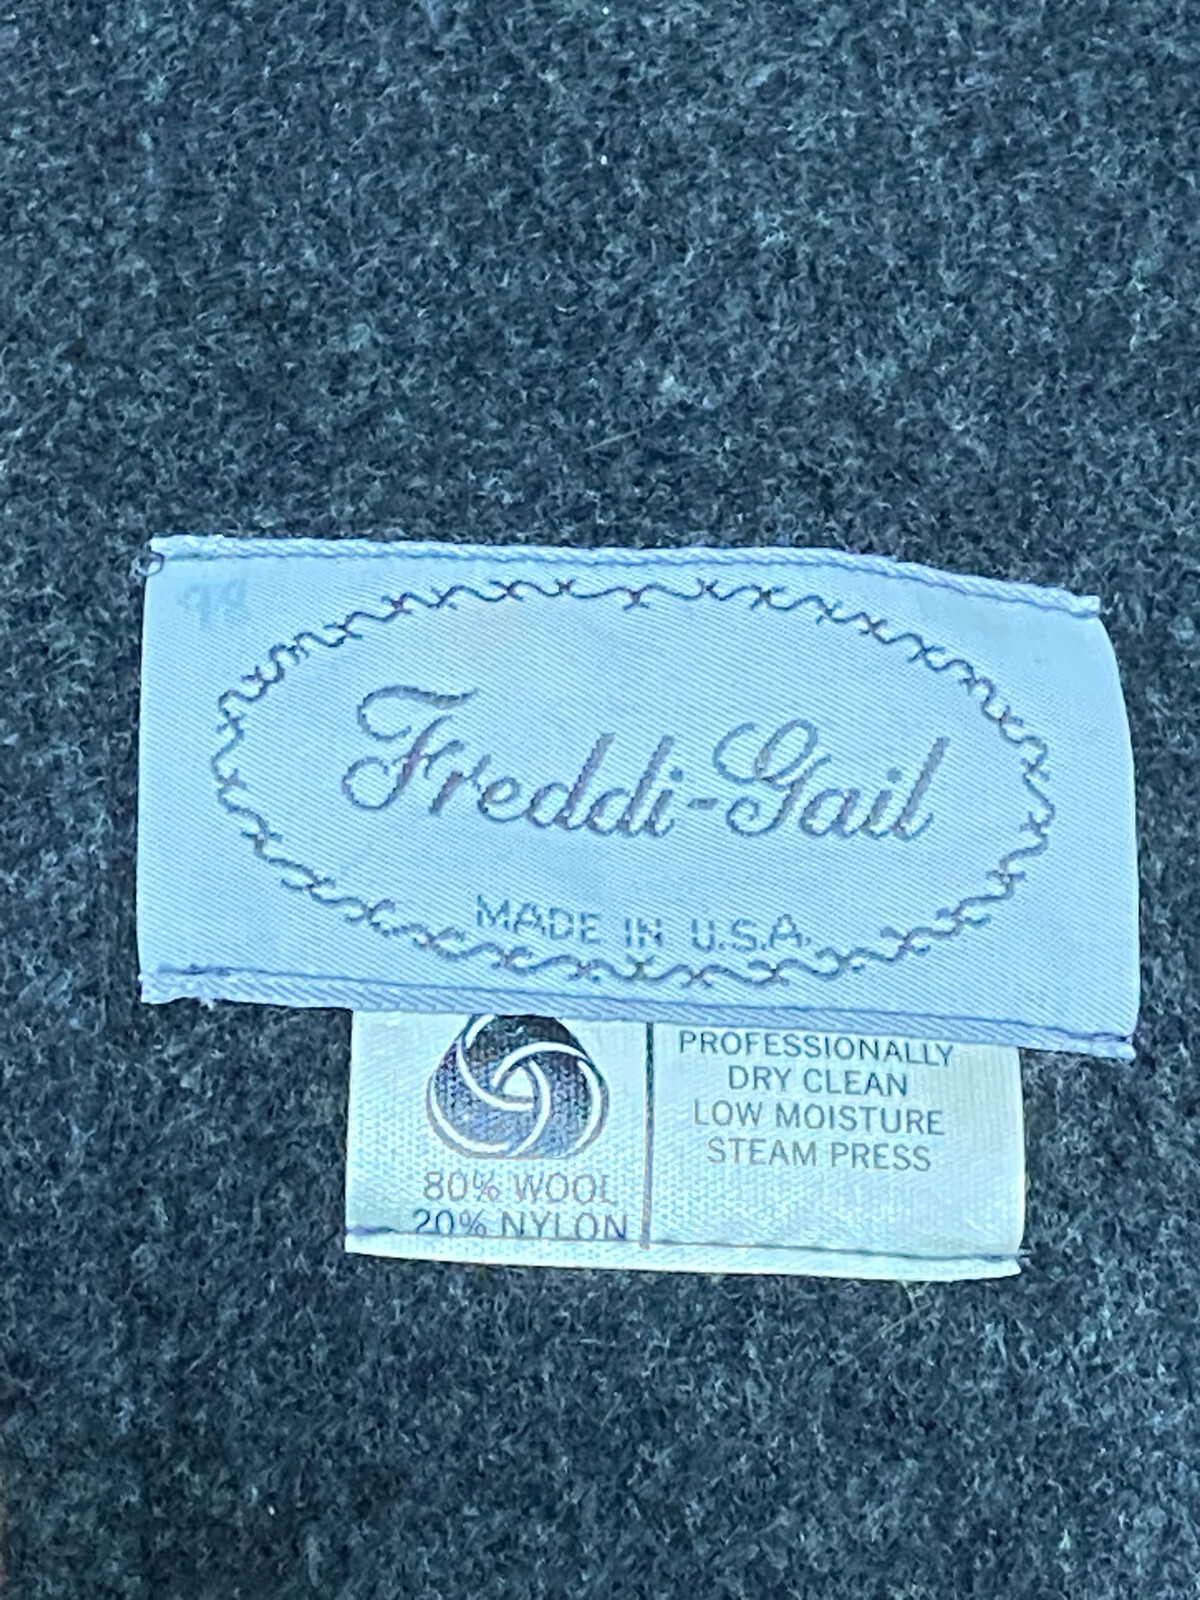 Freddi-Gail
MADE IN U.S.A.
80% WOOL
20% NYLON
PROFESSIONALLY
DRY CLEAN
LOW MOISTURE
STEAM PRESS